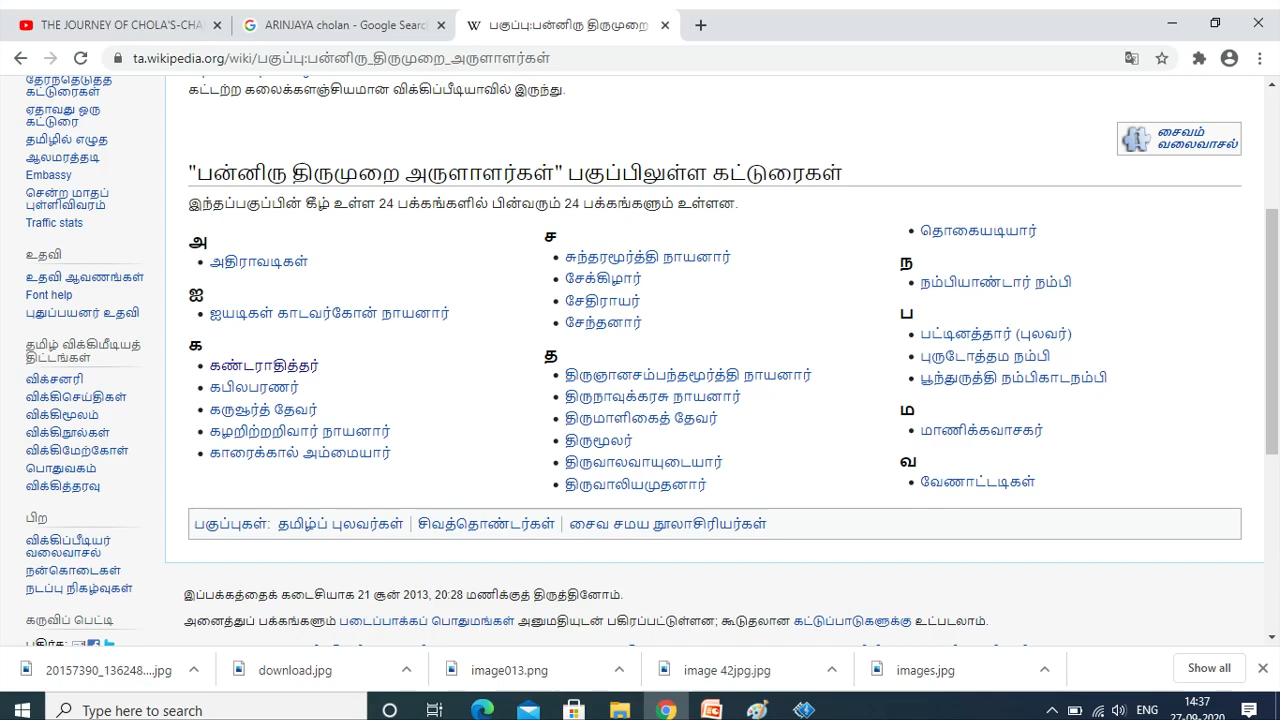 THE JOURNEY OF CHOLA'S-CHA
ARINJAYA cholan - Google Searc
பகுப்பு:பன்னிரு திருமுறை
ta.wikipedia.org/wiki/பகுப்பு:பன்னிரு_திருமுறை_அருளாளர்கள்
தேர்ந்தெடுத்த
கட்டுரைகள்
ஏதாவது ஒரு
கட்டுரை
தமிழில் எழுத
ஆலமரத்தடி
Embassy
சென்ற மாதப்
புள்ளிவிவரம்
Traffic stats
உதவி
உதவி ஆவணங்கள்
Font help
புதுப்பயனர் உதவி
தமிழ் விக்கிமீடியத்
திட்டங்கள்
விக்சனரி
விக்கிசெய்திகள்
விக்கிமூலம்
விக்கிநூல்கள்
விக்கிமேற்கோள்
பொதுவகம்
விக்கித்தரவு
பிற
விக்கிப்பீடியர்
வலைவாசல்
நன்கொடைகள்
நடப்பு நிகழ்வுகள்
கருவிப் பெட்டி
பகிர்க:
கட்டற்ற கலைக்களஞ்சியமான விக்கிப்பீடியாவில் இருந்து.
சைவம்
வலைவாசல்
"பன்னிரு திருமுறை அருளாளர்கள்" பகுப்பிலுள்ள கட்டுரைகள்
இந்தப்பகுப்பின் கீழ் உள்ள 24 பக்கங்களில் பின்வரும் 24 பக்கங்களும் உள்ளன.
அ
அதிராவடிகள்
ஐ
ஐயடிகள் காடவர்கோன் நாயனார்
க
கண்டராதித்தர்
கபிலபரணர்
கருவூர்த் தேவர்
கழறிற்றறிவார் நாயனார்
காரைக்கால் அம்மையார்
ச
சுந்தரமூர்த்தி நாயனார்
சேக்கிழார்
சேதிராயர்
சேந்தனார்
த
திருஞானசம்பந்தமூர்த்தி நாயனார்
திருநாவுக்கரசு நாயனார்
திருமாளிகைத் தேவர்
திருமூலர்
திருவாலவாயுடையார்
திருவாலியமுதனார்
தொகையடியார்
ந
நம்பியாண்டார் நம்பி
ப
பட்டினத்தார் (புலவர்)
புருடோத்தம நம்பி
பூந்துருத்தி நம்பிகாடநம்பி
ம
மாணிக்கவாசகர்
வ
வேணாட்டடிகள்
பகுப்புகள்: தமிழ்ப் புலவர்கள் | சிவத்தொண்டர்கள் | சைவ சமய நூலாசிரியர்கள்
இப்பக்கத்தைக் கடைசியாக 21 சூன் 2013, 20:28 மணிக்குத் திருத்தினோம்.
அனைத்துப் பக்கங்களும் படைப்பாக்கப் பொதுமங்கள் அனுமதியுடன் பகிரப்பட்டுள்ளன; கூடுதலான கட்டுப்பாடுகளுக்கு உட்படலாம்.
20157390_136248....jpg
download.jpg
image013.png
image 42jpg.jpg
images.jpg
Show all
Type here to search
ENG
14:37
27-09-2020